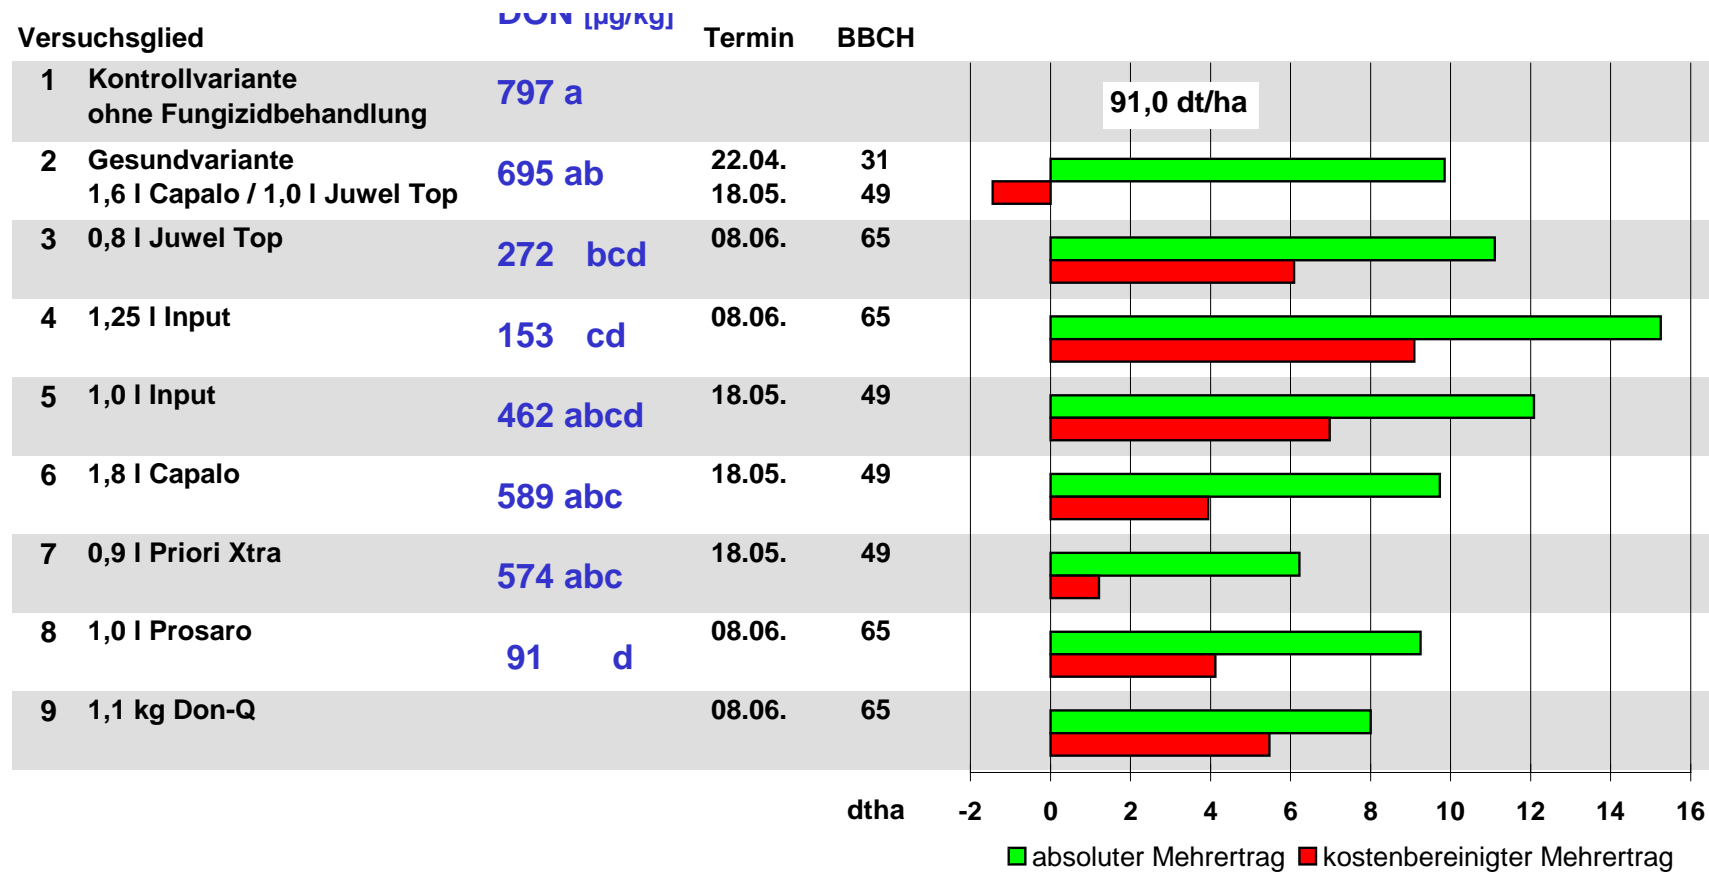 DON [µg/kg]
Versuchsglied Termin BBCH
1 Kontrollvariante
ohne Fungizidbehandlung 797 a 91,0 dt/ha
2 Gesundvariante 695 ab 22.04. 31
1,6 l Capalo / 1,0 l Juwel Top 18.05. 49
3 0,8 l Juwel Top 272 bcd 08.06. 65
4 1,25 l Input 153 cd 08.06. 65
5 1,0 l Input 462 abcd 18.05. 49
6 1,8 l Capalo 589 abc 18.05. 49
7 0,9 l Priori Xtra 574 abc 18.05. 49
8 1,0 l Prosaro 91 d 08.06. 65
9 1,1 kg Don-Q 08.06. 65
dtha -2 0 2 4 6 8 10 12 14 16
absoluter Mehrertrag kostenbereinigter Mehrertrag